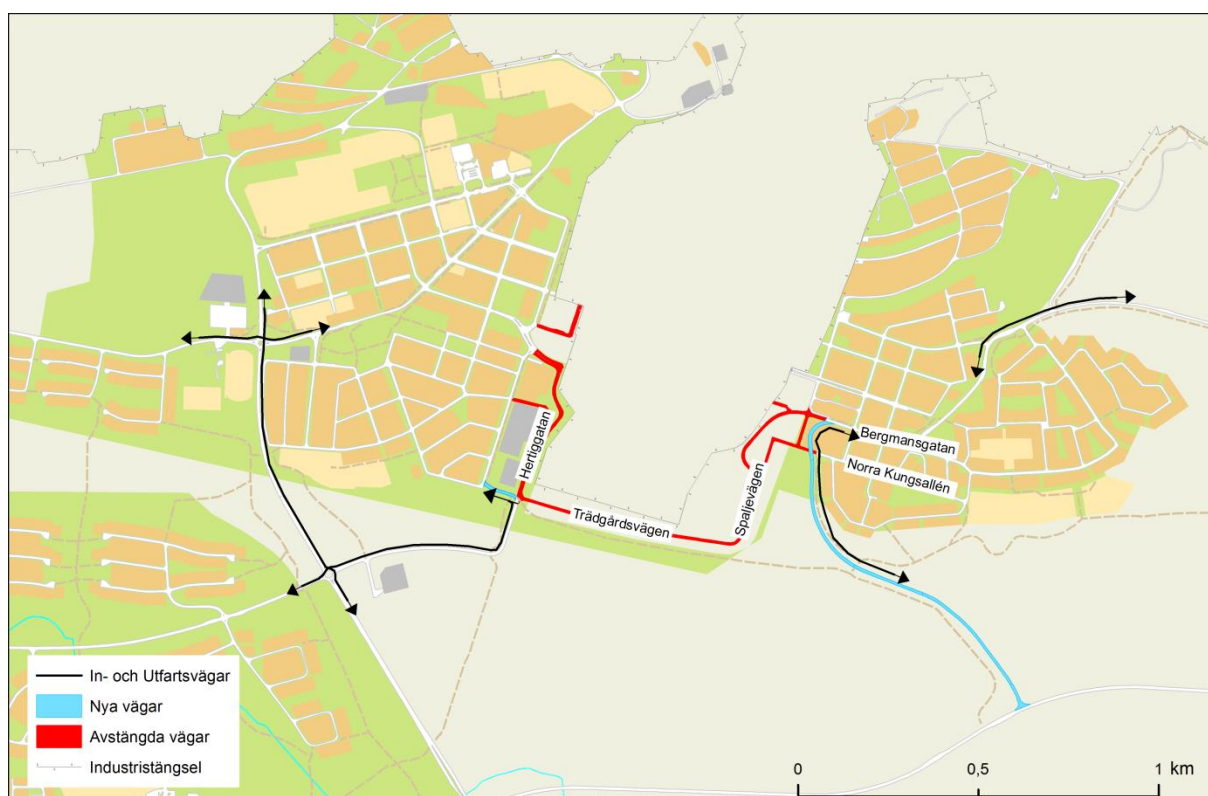 Hertiggatan
Trädgårdsvägen
Spaljevägen
Bergmansgatan
Norra Kungsallén
In- och Utfartsvägar
Nya vägar
Avstängda vägar
Industristängsel
0 0,5 1 km